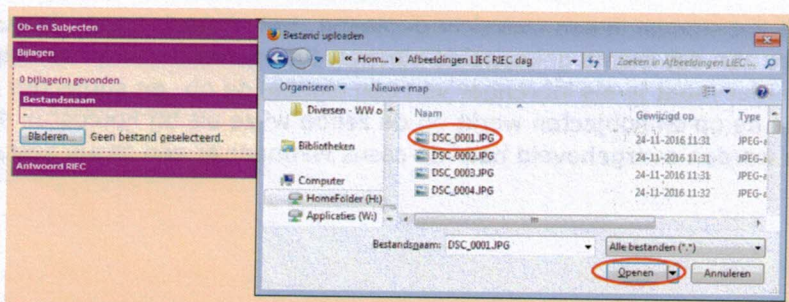 Ob- en Subjecten
Bijlagen
0 bijlage(n) gevonden
Bestandsnaam
-
Bladeren... Geen bestand geselecteerd.
Antwoord RIEC
Bestand uploaden
« Hom... ▸ Afbeeldingen LIEC RIEC dag
Zoeken in Afbeeldingen LIEC ...
Organiseren Nieuwe map
Diversen - WW o
Bibliotheken
Computer
HomeFolder (H:)
Applicaties (W:)
Naam Gewijzigd op Type
DSC_0001.JPG 24-11-2016 11:31 JPEG-a
DSC_0002.JPG 24-11-2016 11:31 JPEG-a
DSC_0003.JPG 24-11-2016 11:31 JPEG-a
DSC_0004.JPG 24-11-2016 11:32 JPEG-a
Bestandsnaam: DSC_0001.JPG Alle bestanden (*.*)
Openen Annuleren